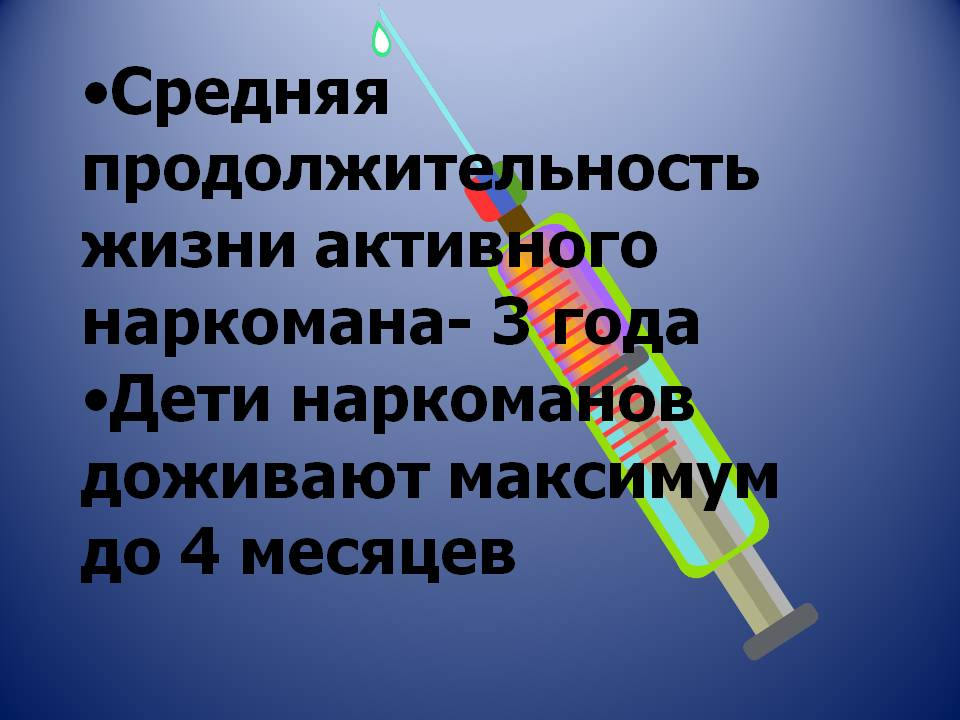 •Средняя
продолжительность
жизни активного
наркомана- 3 года
•Дети наркоманов
доживают максимум
до 4 месяцев